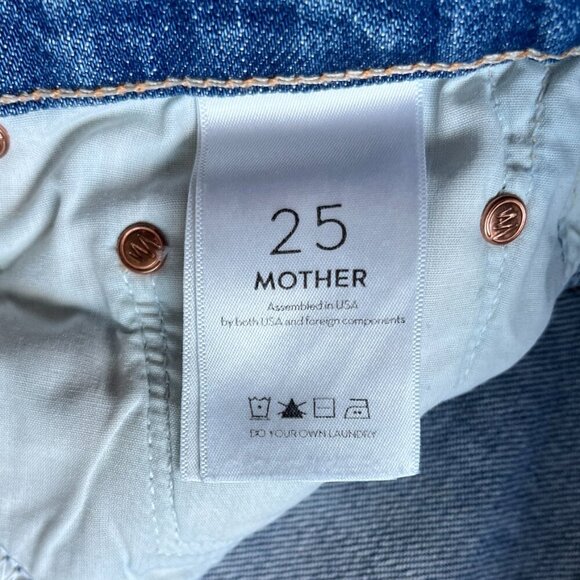 25
MOTHER
Assembled in USA
by both USA and foreign components
DO YOUR OWN LAUNDRY